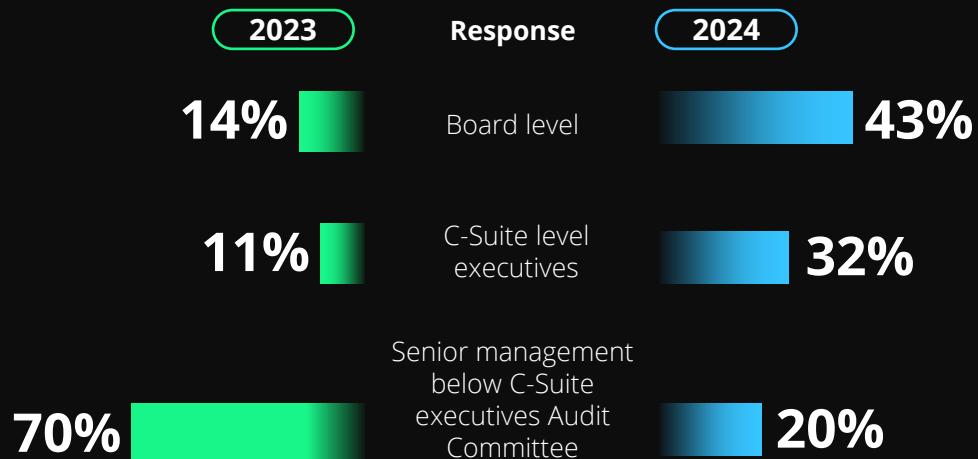 2023 Response 2024
14% Board level 43%
11% C-Suite level executives 32%
70% Senior management below C-Suite executives Audit Committee 20%